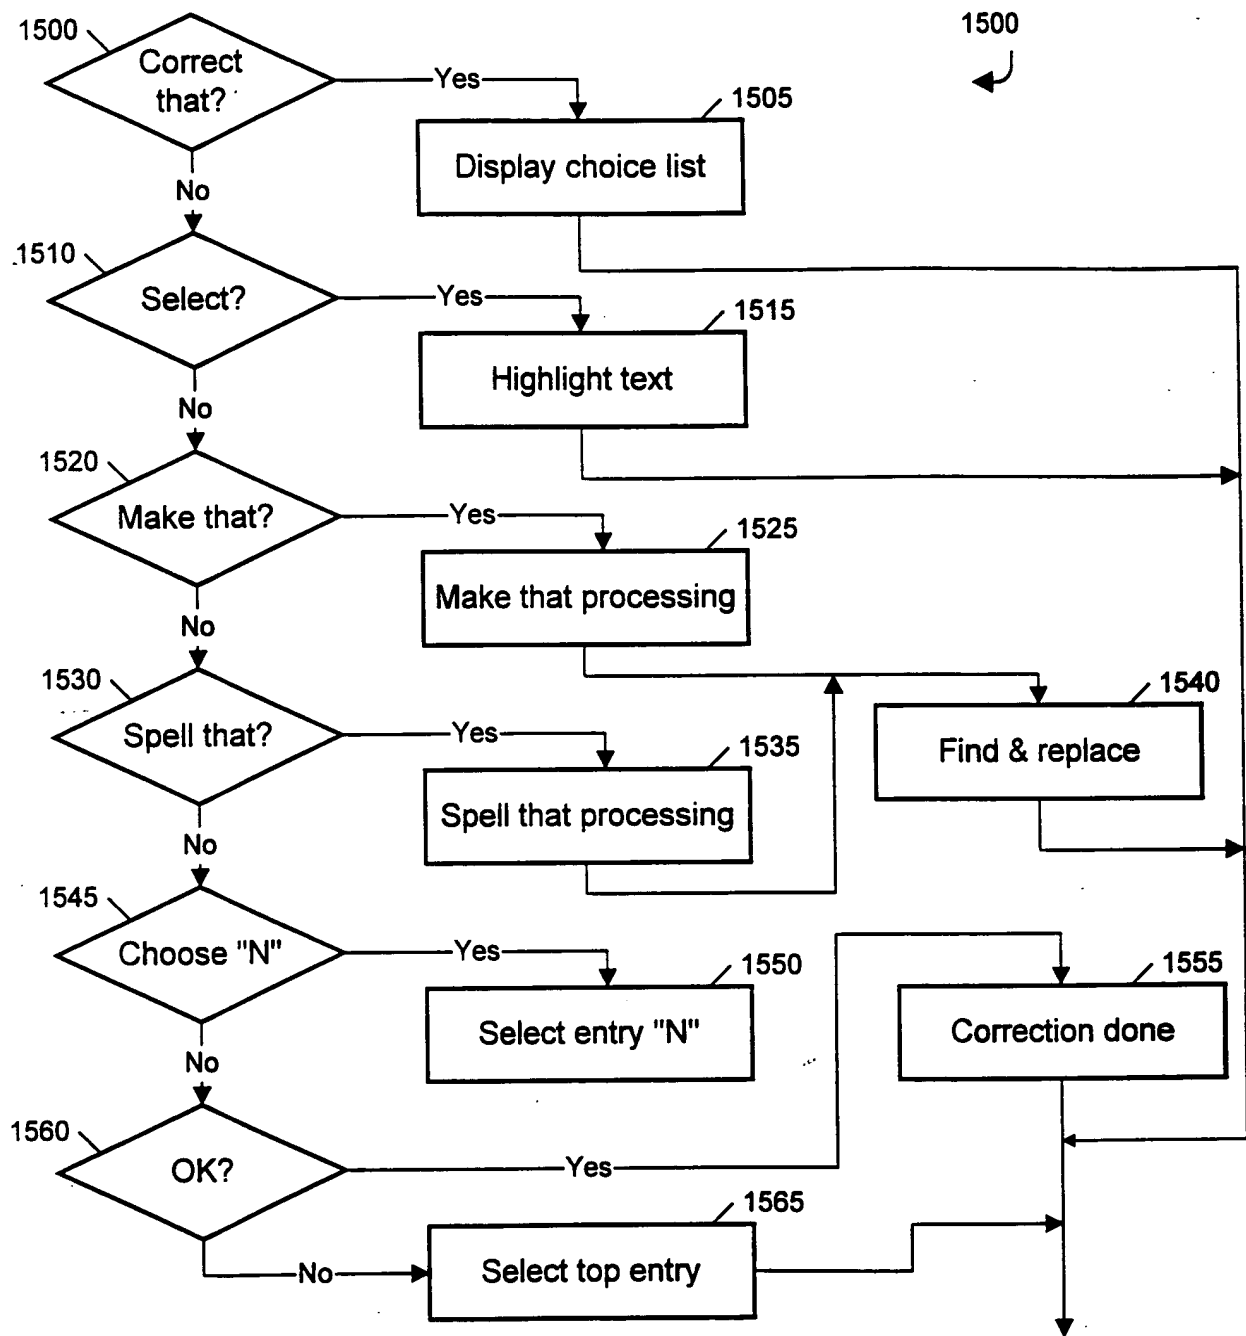 1500
1500
Correct
that?
Yes
1505
Display choice list
No
1510
Select?
Yes
1515
Highlight text
No
1520
Make that?
Yes
1525
Make that processing
No
1530
Spell that?
Yes
1535
Spell that processing
1540
Find & replace
No
1545
Choose "N"
Yes
1550
Select entry "N"
1555
Correction done
No
1560
OK?
Yes
1565
No
Select top entry